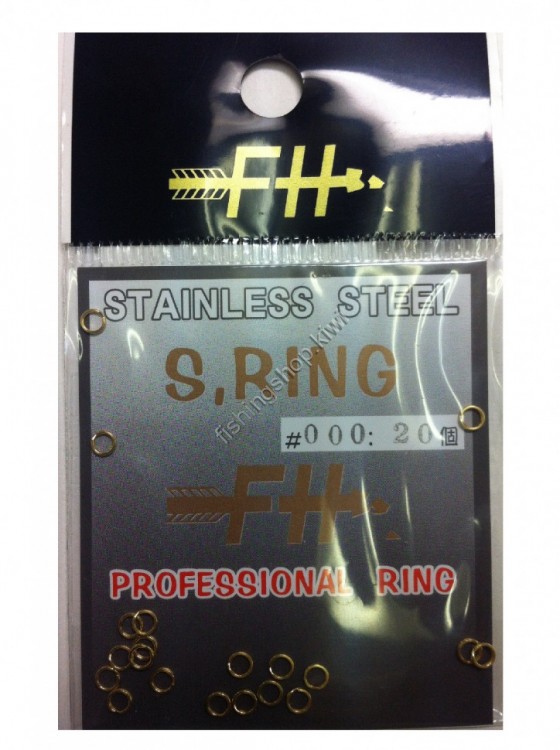 FH
STAINLESS STEEL
S,RING
fishingshop.kiwi
#000: 20個
FH
PROFESSIONAL RING